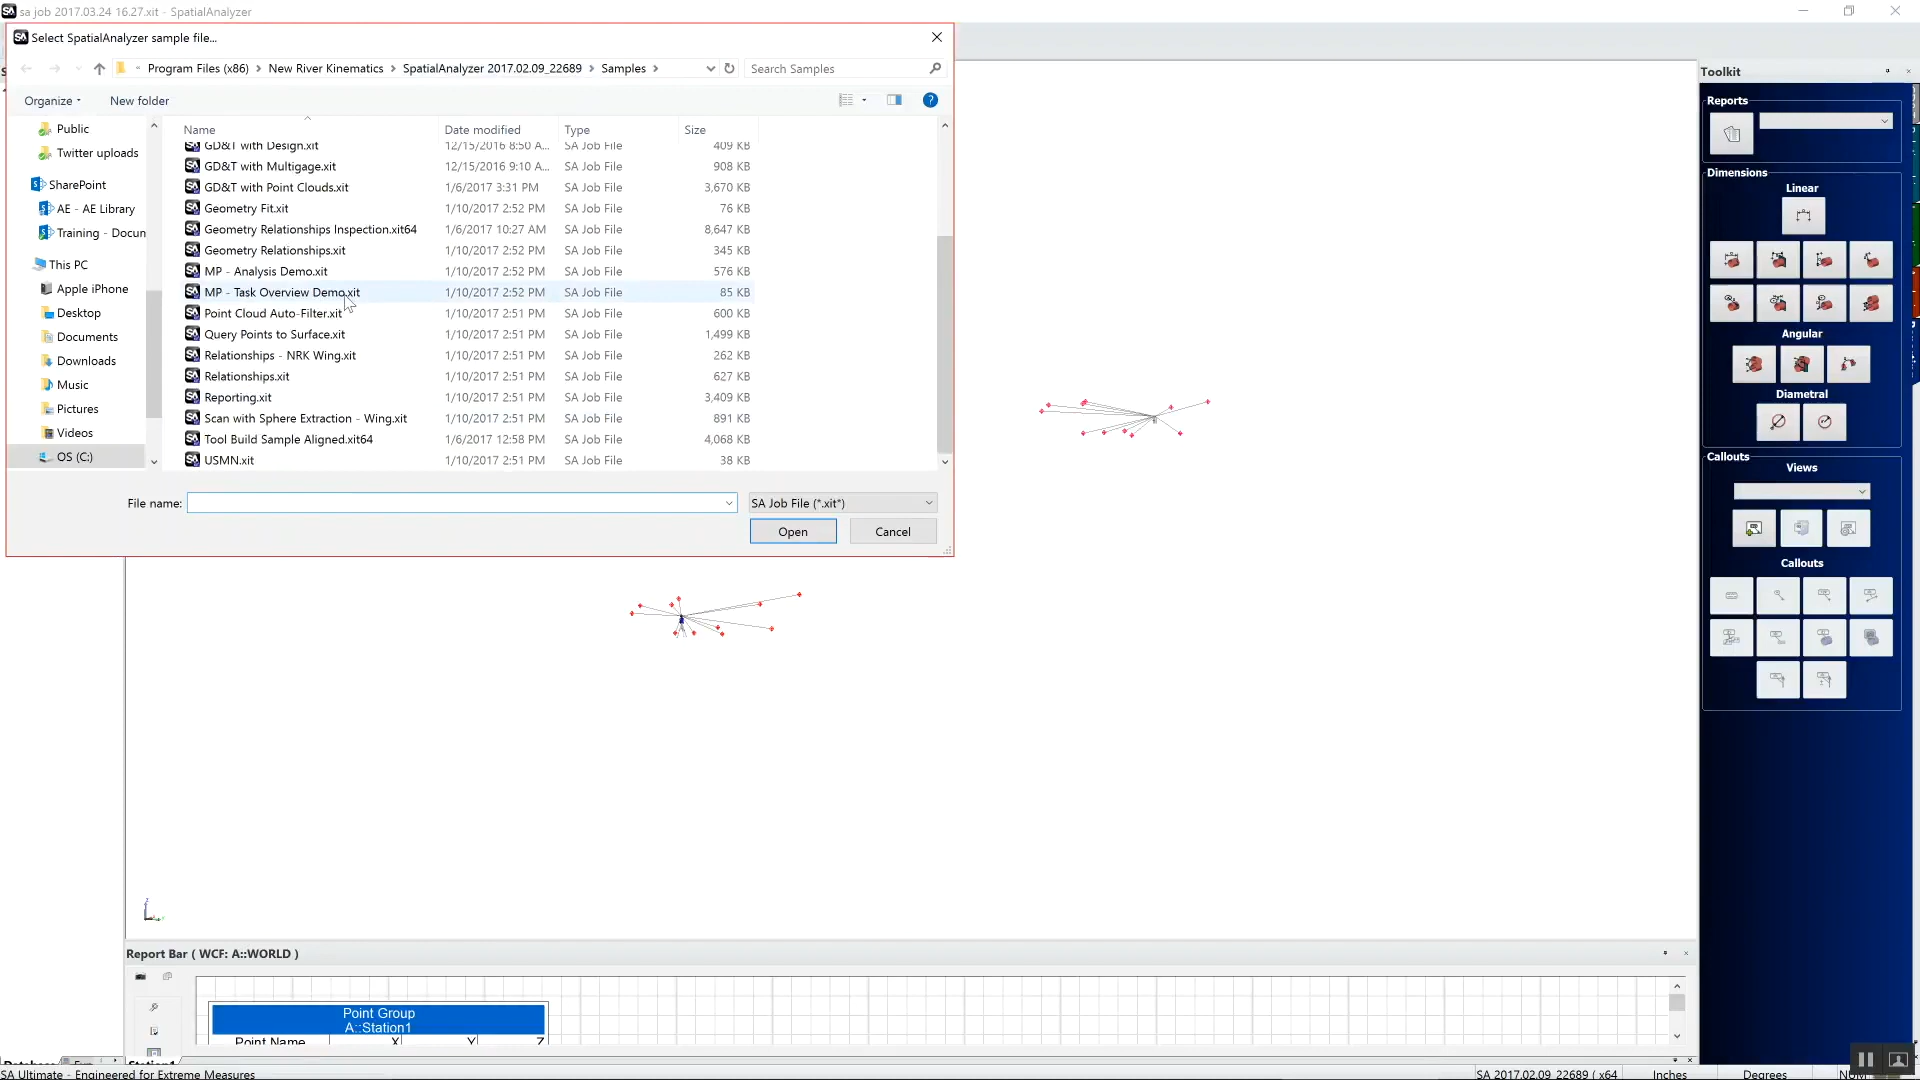 sa job 2017.03.24 16.27.xit - SpatialAnalyzer
Select SpatialAnalyzer sample file...
Program Files (x86) > New River Kinematics > SpatialAnalyzer 2017.02.09_22689 > Samples >
Search Samples
Organize
New folder
Public
Twitter uploads
SharePoint
AE - AE Library
Training - Docun
This PC
Apple iPhone
Desktop
Documents
Downloads
Music
Pictures
Videos
OS (C:)
Name Date modified Type Size
GD&T with Design.xit 12/15/2016 8:50 A... SA Job File 409 KB
GD&T with Multigage.xit 12/15/2016 9:10 A... SA Job File 908 KB
GD&T with Point Clouds.xit 1/6/2017 3:31 PM SA Job File 3,670 KB
Geometry Fit.xit 1/10/2017 2:52 PM SA Job File 76 KB
Geometry Relationships Inspection.xit64 1/6/2017 10:27 AM SA Job File 8,647 KB
Geometry Relationships.xit 1/10/2017 2:52 PM SA Job File 345 KB
MP - Analysis Demo.xit 1/10/2017 2:52 PM SA Job File 576 KB
MP - Task Overview Demo.xit 1/10/2017 2:52 PM SA Job File 85 KB
Point Cloud Auto-Filter.xit 1/10/2017 2:51 PM SA Job File 600 KB
Query Points to Surface.xit 1/10/2017 2:51 PM SA Job File 1,499 KB
Relationships - NRK Wing.xit 1/10/2017 2:51 PM SA Job File 262 KB
Relationships.xit 1/10/2017 2:51 PM SA Job File 627 KB
Reporting.xit 1/10/2017 2:51 PM SA Job File 3,409 KB
Scan with Sphere Extraction - Wing.xit 1/10/2017 2:51 PM SA Job File 891 KB
Tool Build Sample Aligned.xit64 1/6/2017 12:58 PM SA Job File 4,068 KB
USMN.xit 1/10/2017 2:51 PM SA Job File 38 KB
File name:
SA Job File (*.xit*)
Open
Cancel
Toolkit
Reports
Dimensions
Linear
Angular
Diametral
Callouts
Views
Callouts
Report Bar ( WCF: A::WORLD )
Point Group
A::Station1
Point Name X Y Z
Station1
SA Ultimate - Engineered for Extreme Measures
SA 2017.02.09_22689 ( x64
Inches
Degrees
NUM